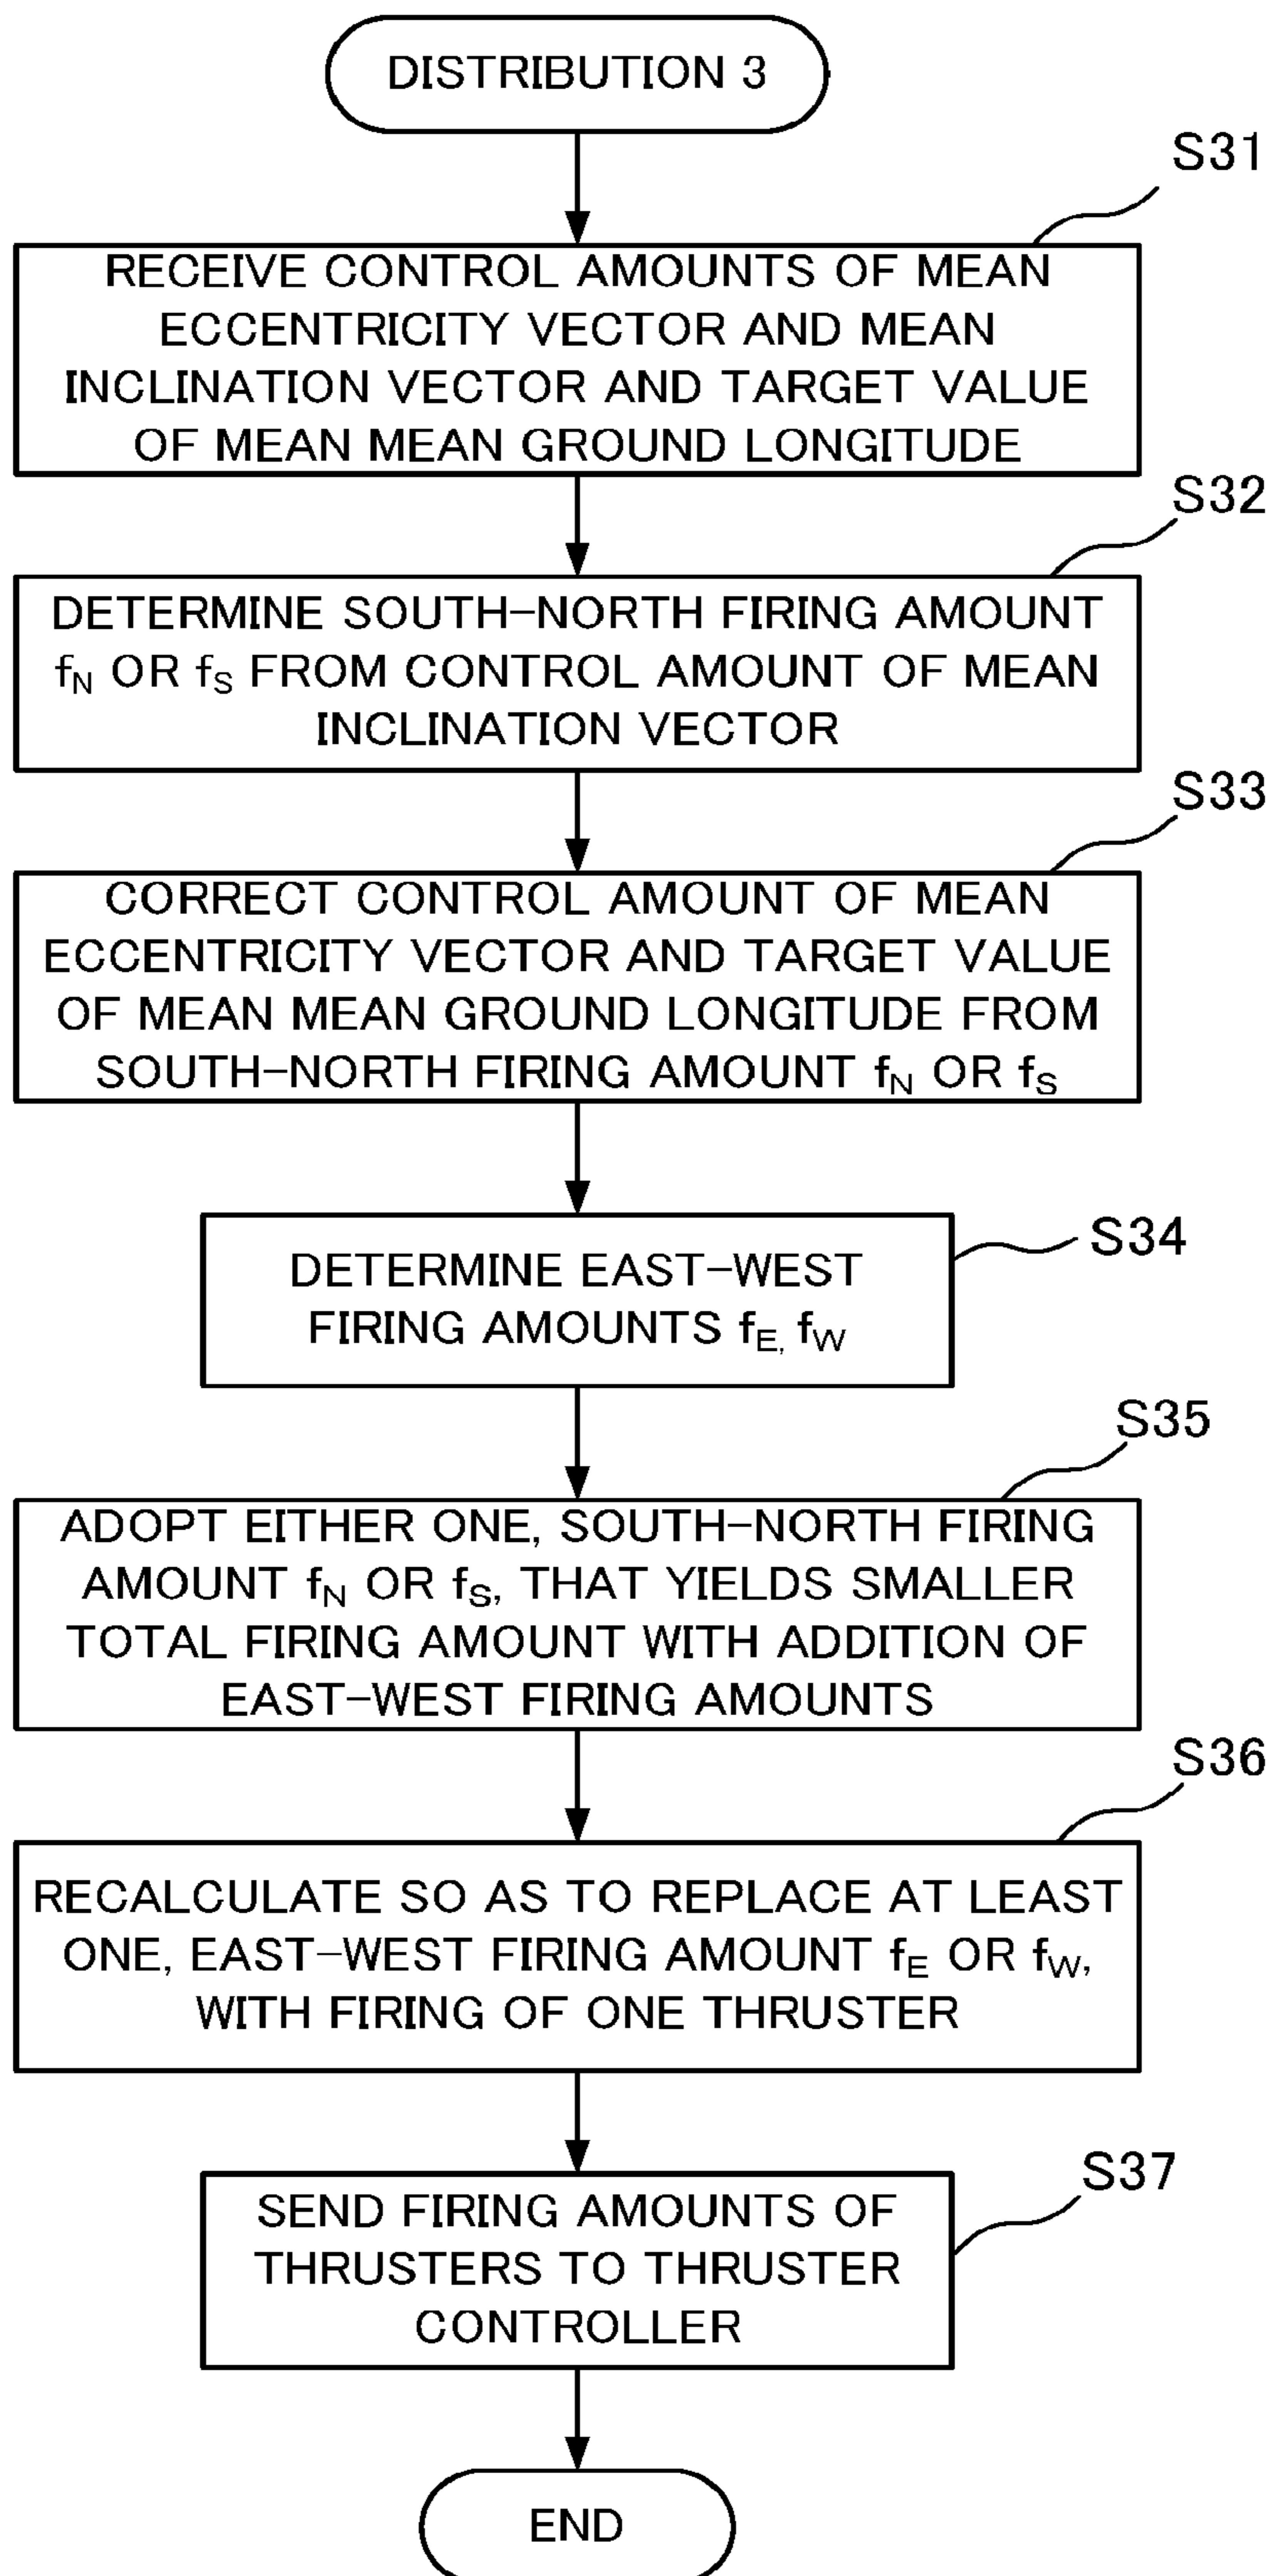 DISTRIBUTION 3
S31
RECEIVE CONTROL AMOUNTS OF MEAN
ECCENTRICITY VECTOR AND MEAN
INCLINATION VECTOR AND TARGET VALUE
OF MEAN MEAN GROUND LONGITUDE
S32
DETERMINE SOUTH-NORTH FIRING AMOUNT
fN OR fS FROM CONTROL AMOUNT OF MEAN
INCLINATION VECTOR
S33
CORRECT CONTROL AMOUNT OF MEAN
ECCENTRICITY VECTOR AND TARGET VALUE
OF MEAN MEAN GROUND LONGITUDE FROM
SOUTH-NORTH FIRING AMOUNT fN OR fS
S34
DETERMINE EAST-WEST
FIRING AMOUNTS fE, fW
S35
ADOPT EITHER ONE, SOUTH-NORTH FIRING
AMOUNT fN OR fS, THAT YIELDS SMALLER
TOTAL FIRING AMOUNT WITH ADDITION OF
EAST-WEST FIRING AMOUNTS
S36
RECALCULATE SO AS TO REPLACE AT LEAST
ONE, EAST-WEST FIRING AMOUNT fE OR fW,
WITH FIRING OF ONE THRUSTER
S37
SEND FIRING AMOUNTS OF
THRUSTERS TO THRUSTER
CONTROLLER
END